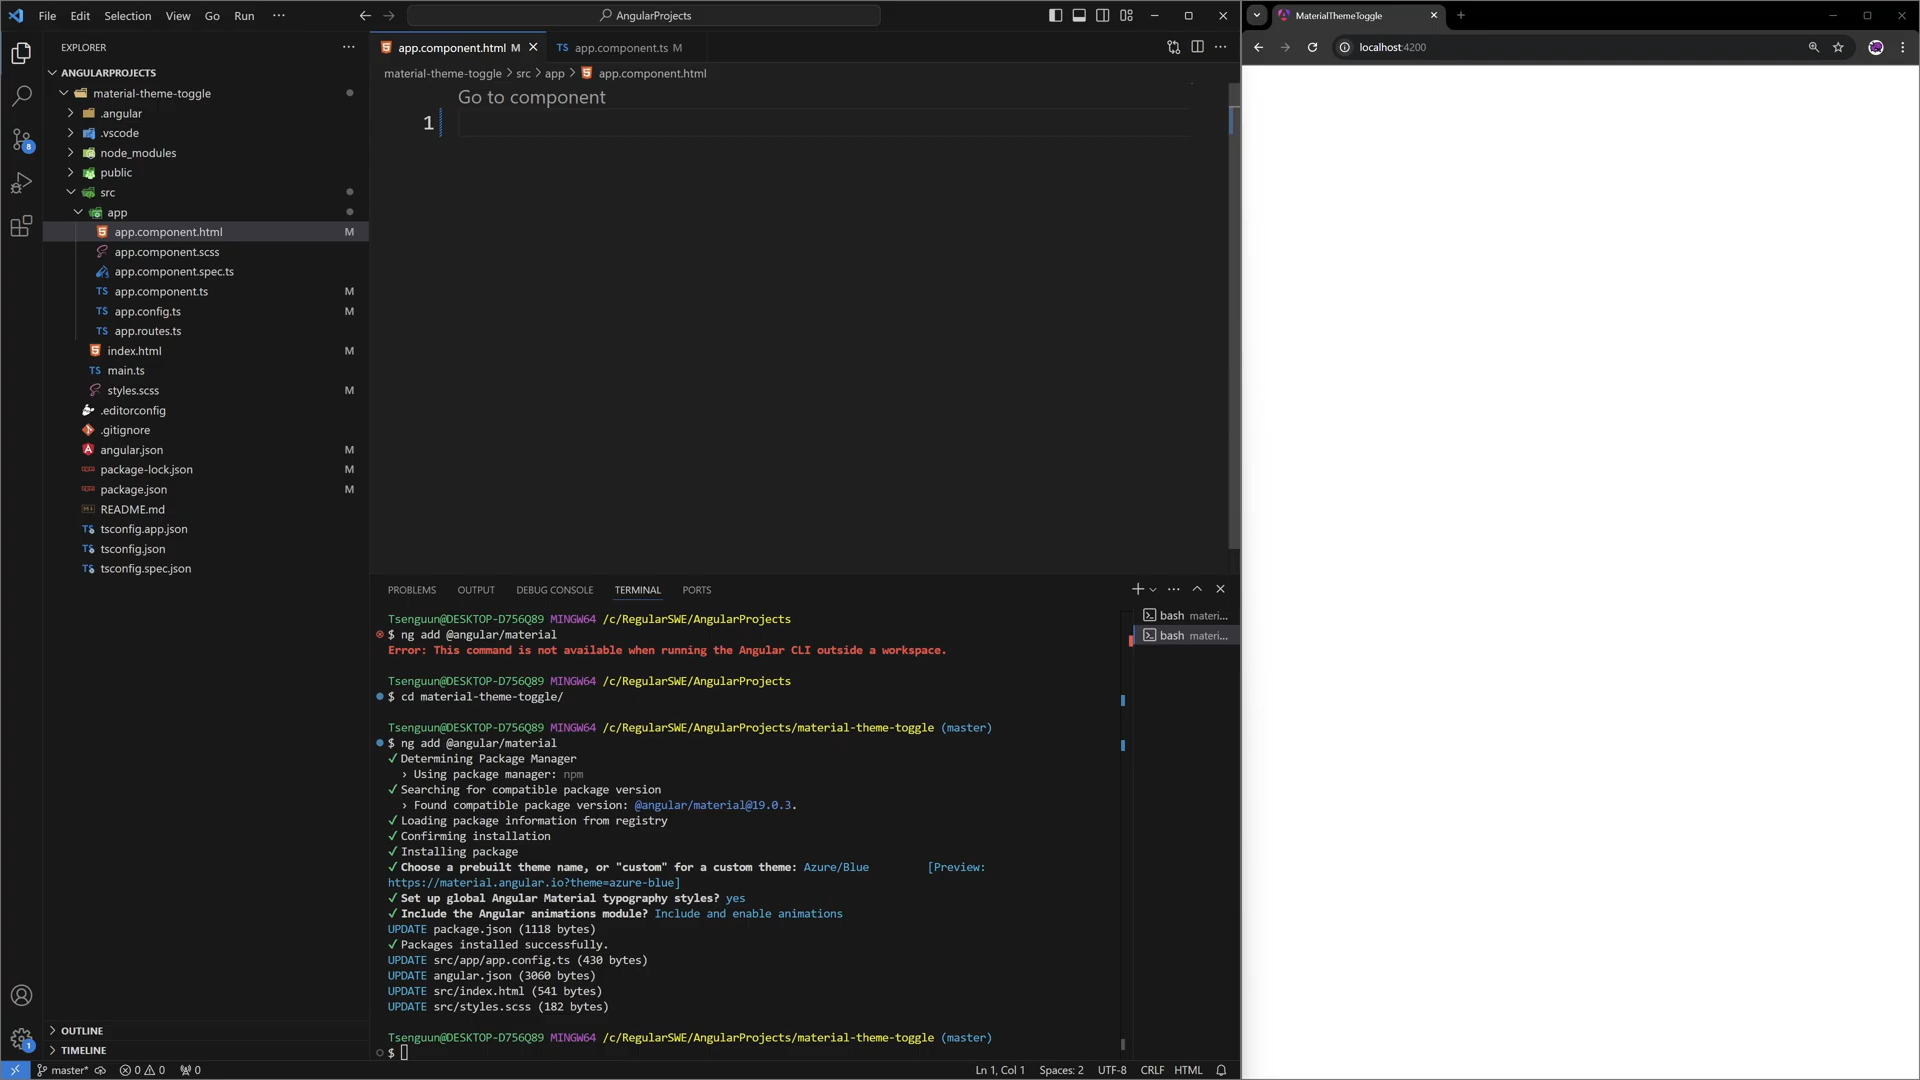 File Edit Selection View Go Run ···
AngularProjects
MaterialThemeToggle
localhost:4200
EXPLORER
ANGULARPROJECTS
material-theme-toggle
.angular
.vscode
node_modules
public
src
app
app.component.html M
app.component.scss
app.component.spec.ts
app.component.ts M
app.config.ts M
app.routes.ts
index.html M
main.ts
styles.scss M
.editorconfig
.gitignore
angular.json M
package-lock.json M
package.json M
README.md
tsconfig.app.json
tsconfig.json
tsconfig.spec.json
OUTLINE
TIMELINE
8
1
app.component.html M
TS app.component.ts M
material-theme-toggle > src > app > app.component.html
Go to component
1
PROBLEMS OUTPUT DEBUG CONSOLE TERMINAL PORTS
bash materi...
bash materi...
Tsenguun@DESKTOP-D756Q89 MINGW64 /c/RegularSWE/AngularProjects
$ ng add @angular/material
Error: This command is not available when running the Angular CLI outside a workspace.
Tsenguun@DESKTOP-D756Q89 MINGW64 /c/RegularSWE/AngularProjects
$ cd material-theme-toggle/
Tsenguun@DESKTOP-D756Q89 MINGW64 /c/RegularSWE/AngularProjects/material-theme-toggle (master)
$ ng add @angular/material
✓ Determining Package Manager
› Using package manager: npm
✓ Searching for compatible package version
› Found compatible package version: @angular/material@19.0.3.
✓ Loading package information from registry
✓ Confirming installation
✓ Installing package
✓ Choose a prebuilt theme name, or "custom" for a custom theme: Azure/Blue [Preview:
https://material.angular.io?theme=azure-blue]
✓ Set up global Angular Material typography styles? yes
✓ Include the Angular animations module? Include and enable animations
UPDATE package.json (1118 bytes)
✓ Packages installed successfully.
UPDATE src/app/app.config.ts (430 bytes)
UPDATE angular.json (3060 bytes)
UPDATE src/index.html (541 bytes)
UPDATE src/styles.scss (182 bytes)
Tsenguun@DESKTOP-D756Q89 MINGW64 /c/RegularSWE/AngularProjects/material-theme-toggle (master)
$
master* 0 0 0 Ln 1, Col 1 Spaces: 2 UTF-8 CRLF HTML